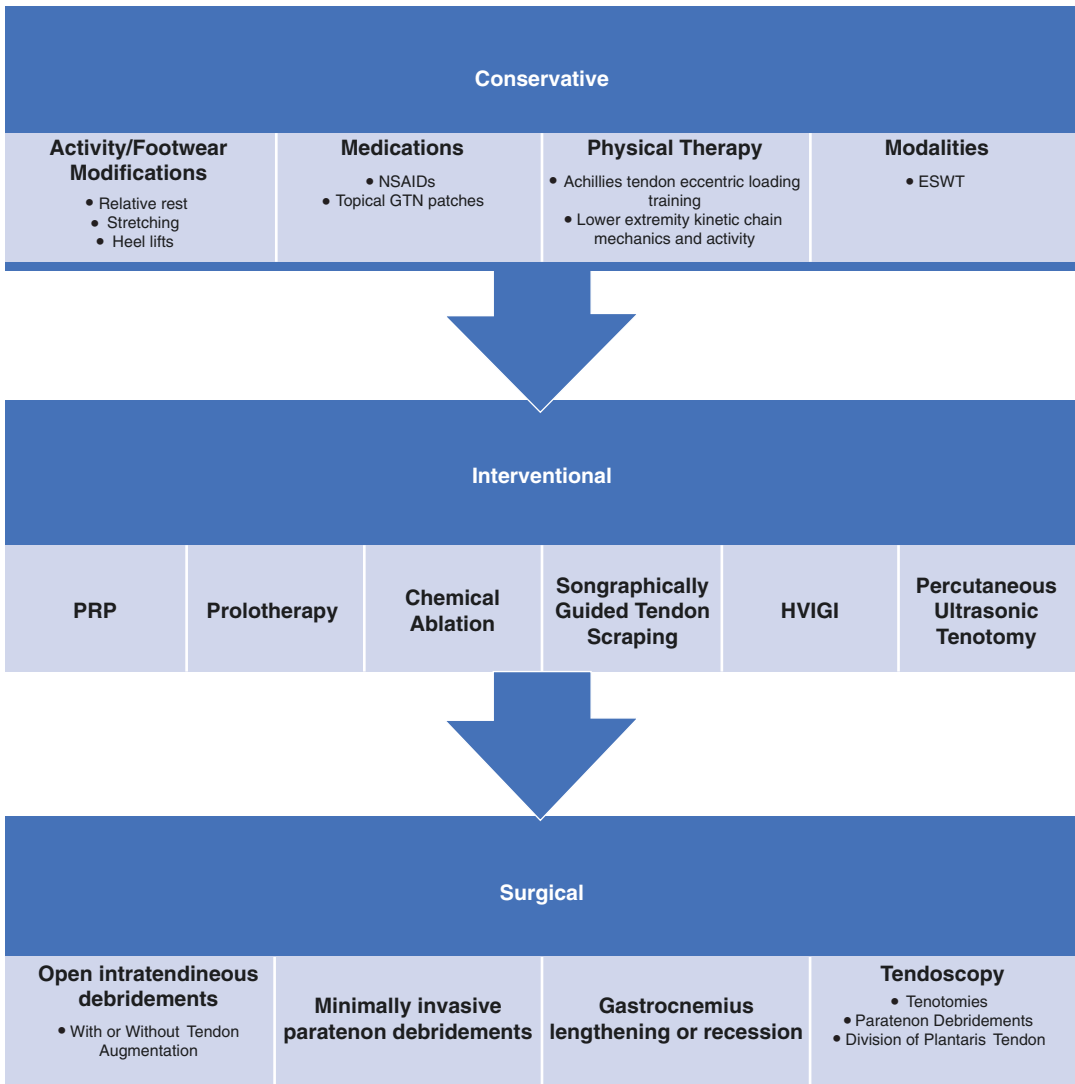 Conservative
Activity/Footwear
Modifications
• Relative rest
• Stretching
• Heel lifts
Medications
• NSAIDs
• Topical GTN patches
Physical Therapy
• Achillies tendon eccentric loading
training
• Lower extremity kinetic chain
mechanics and activity
Modalities
• ESWT
Interventional
PRP
Prolotherapy
Chemical
Ablation
Songraphically
Guided Tendon
Scraping
HVIGI
Percutaneous
Ultrasonic
Tenotomy
Surgical
Open intratendineous
debridements
• With or Without Tendon
Augmentation
Minimally invasive
paratenon debridements
Gastrocnemius
lengthening or recession
Tendoscopy
• Tenotomies
• Paratenon Debridements
• Division of Plantaris Tendon